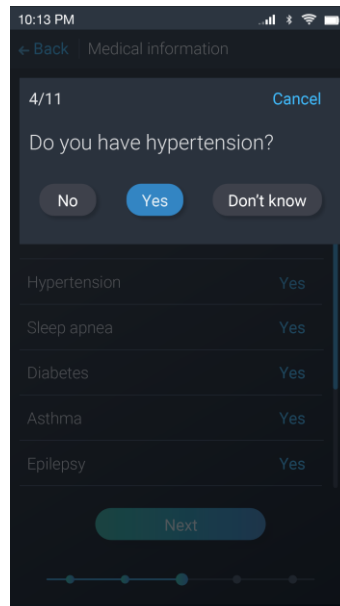 10:13 PM
← Back | Medical information
4/11 Cancel
Do you have hypertension?
No Yes Don't know
Hypertension Yes
Sleep apnea Yes
Diabetes Yes
Asthma Yes
Epilepsy Yes
Next